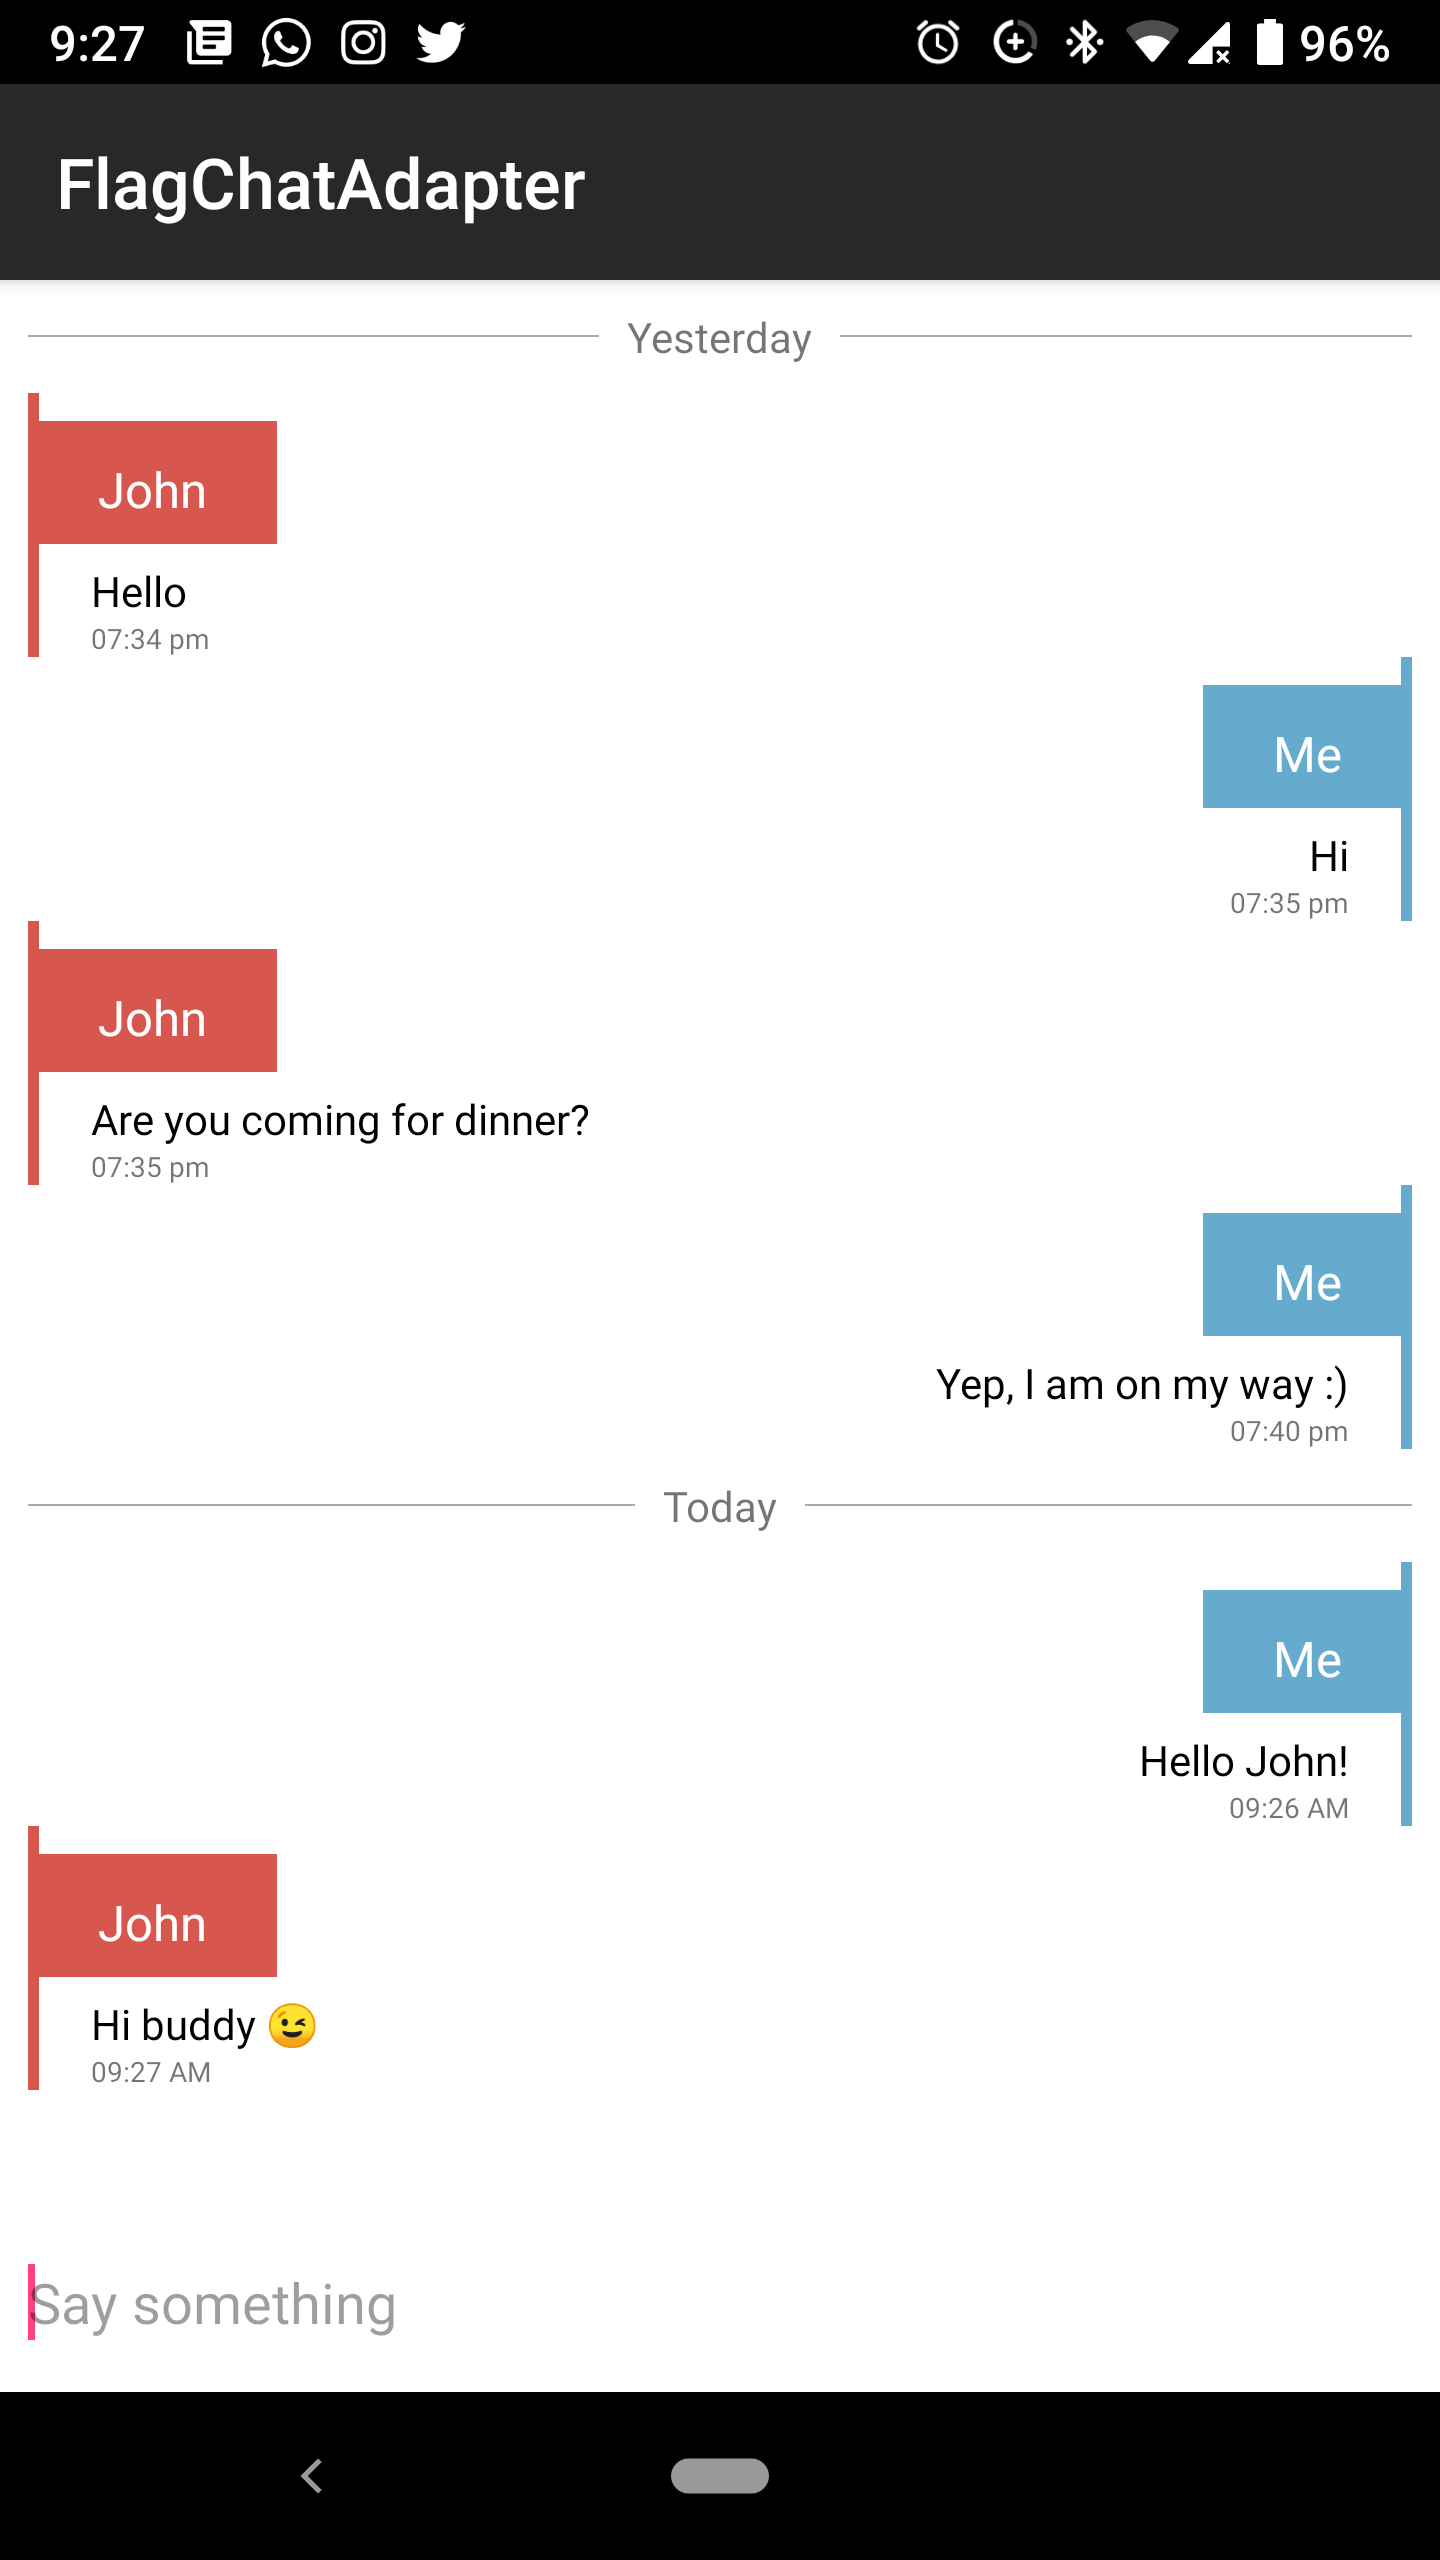 9:27 96%
FlagChatAdapter
Yesterday
John
Hello
07:34 pm
Me
Hi
07:35 pm
John
Are you coming for dinner?
07:35 pm
Me
Yep, I am on my way :)
07:40 pm
Today
Me
Hello John!
09:26 AM
John
Hi buddy 😉
09:27 AM
Say something